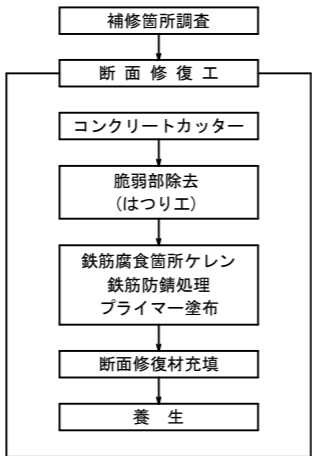 補修箇所調査
断面修復工
コンクリートカッター
脆弱部除去
(はつり工)
鉄筋腐食箇所ケレン
鉄筋防錆処理
プライマー塗布
断面修復材充填
養 生